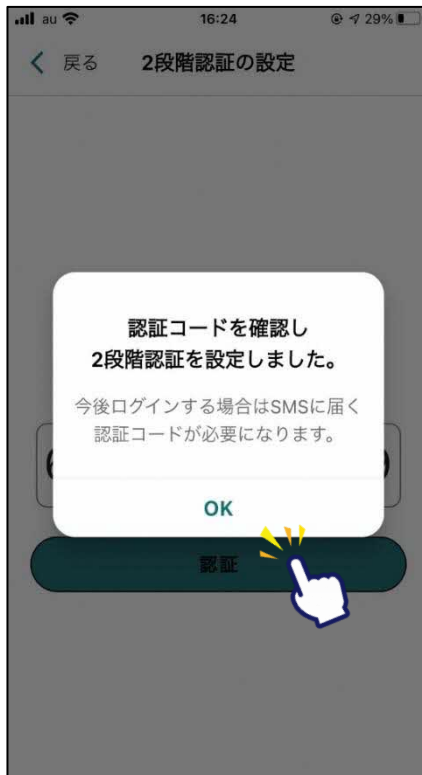 au 16:24 29%
戻る 2段階認証の設定
認証コードを確認し
2段階認証を設定しました。
今後ログインする場合はSMSに届く
認証コードが必要になります。
OK
認証